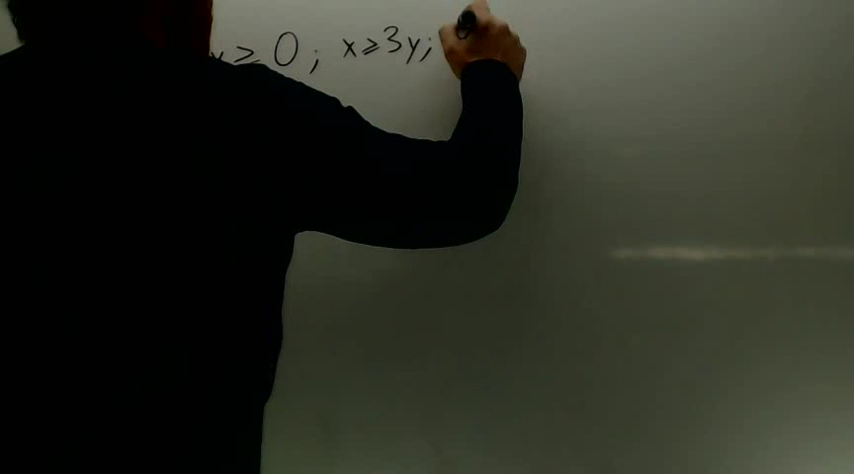 ≥ 0 ; x ≥ 3y ;